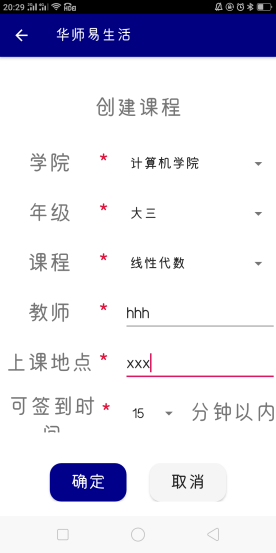 20:29
华师易生活
创建课程
学院 * 计算机学院
年级 * 大三
课程 * 线性代数
教师 * hhh
上课地点 * xxx
可签到时间 * 15 分钟以内
确定 取消